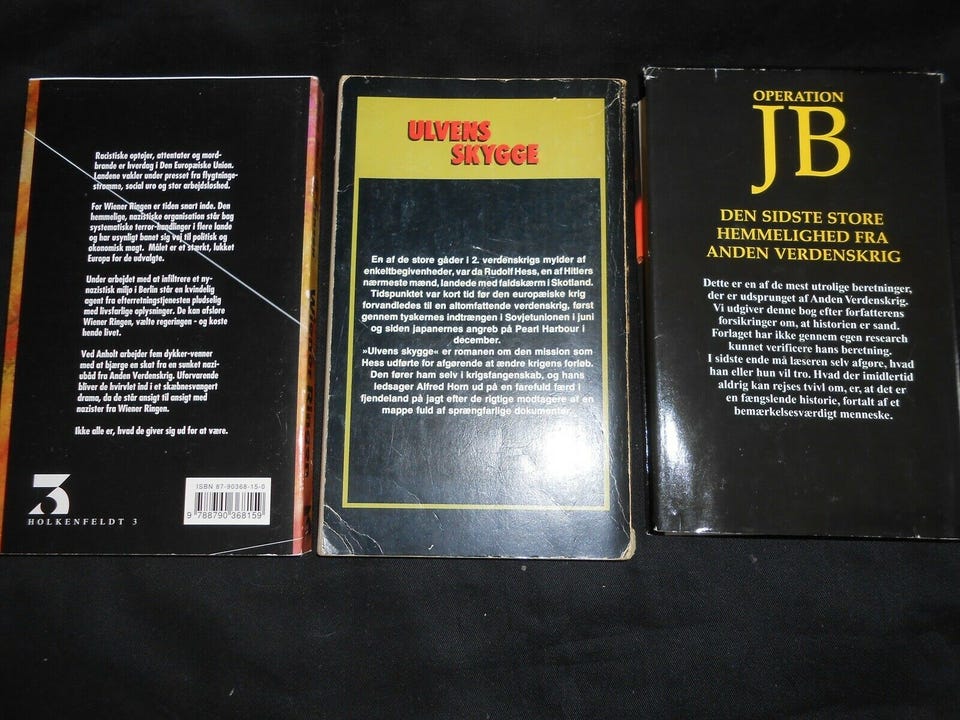 Racistiske optøjer, attentater og mord-
brande er hverdag i Den Europæiske Union.
Landene vakler under presset fra flygtninge-
strømme, social uro og stor arbejdsløshed.
For Wiener Ringen er tiden snart inde. Den
hemmelige, nazistiske organisation står bag
systematiske terror-handlinger i flere lande
og har usynligt banet sig vej til politisk og
økonomisk magt. Målet er et stærkt, lukket
Europa for de udvalgte.
Under arbejdet med at infiltrere et ny-
nazistisk miljø i Berlin står en kvindelig
agent fra efterretningstjenesten pludselig
med livsfarlige oplysninger. De kan afsløre
Wiener Ringen, vælte regeringen - og koste
hende livet.
Ved Anholt arbejder fem dykker-venner
med at bjærge en skat fra en sunket nazi-
ubåd fra Anden Verdenskrig. Uforvarende
bliver de hvirvlet ind i et skæbnesvangert
drama, da de står ansigt til ansigt med
nazister fra Wiener Ringen.
Ikke alle er, hvad de giver sig ud for at være.
3
HOLKENFELDT 3
ISBN 87-90368-15-0
9 788790 368159
ULVENS
SKYGGE
En af de store gåder i 2. verdenskrigs mylder af
enkeltbegivenheder, var da Rudolf Hess, en af Hitlers
nærmeste mænd, landede med faldskærm i Skotland.
Tidspunktet var kort tid før den europæiske krig
forvandledes til en altomfattende verdenskrig, først
gennem tyskernes indtrængen i Sovjetunionen i juni
og siden japanernes angreb på Pearl Harbour i
december.
»Ulvens skygge« er romanen om den mission som
Hess udførte for afgørende at ændre krigens forløb.
Den fører ham selv i krigsfangenskab, og hans
ledsager Alfred Horn ud på en farefuld færd i
fjendeland på jagt efter de rigtige modtagere af en
mappe fuld af sprængfarlige dokumenter.
OPERATION
JB
DEN SIDSTE STORE
HEMMELIGHED FRA
ANDEN VERDENSKRIG
Dette er en af de mest utrolige beretninger,
der er udsprunget af Anden Verdenskrig.
Vi udgiver denne bog efter forfatterens
forsikringer om, at historien er sand.
Forlaget har ikke gennem egen research
kunnet verificere hans beretning.
I sidste ende må læseren selv afgøre, hvad
han eller hun vil tro. Hvad der imidlertid
aldrig kan rejses tvivl om, er, at det er
en fængslende historie, fortalt af et
bemærkelsesværdigt menneske.